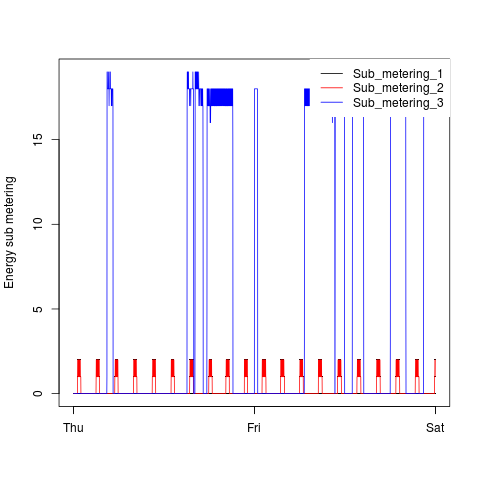 Sub_metering_1
Sub_metering_2
Sub_metering_3
Energy sub metering
15
10
5
0
Thu
Fri
Sat